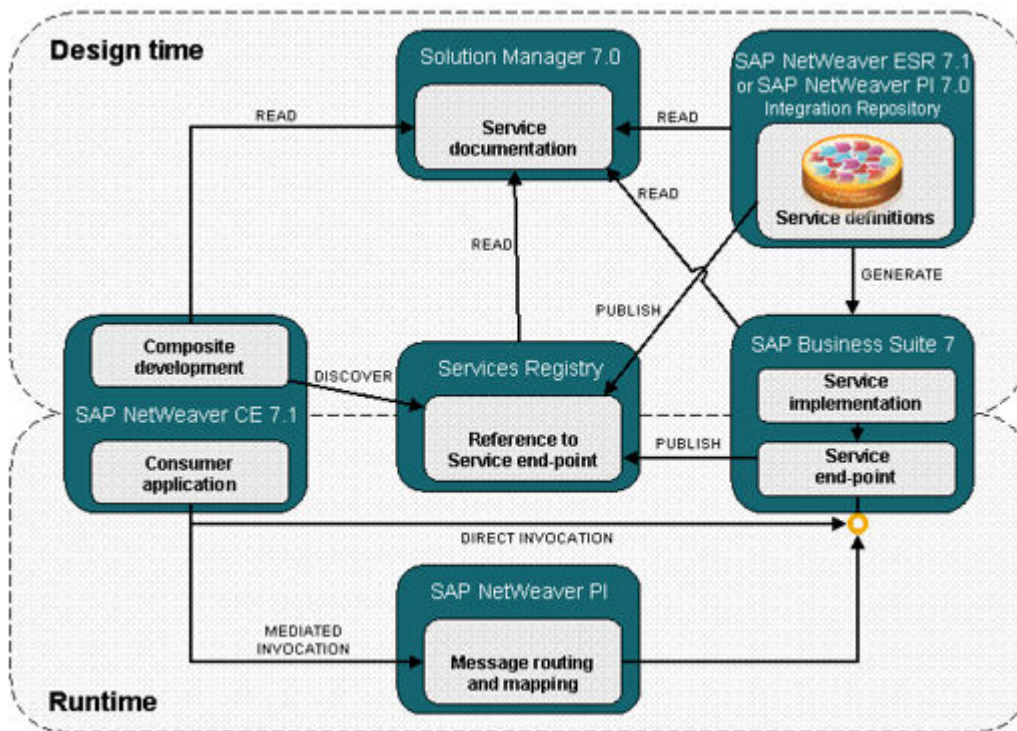 Design time
Solution Manager 7.0
Service
documentation
SAP NetWeaver ESR 7.1
or SAP NetWeaver PI 7.0
Integration Repository
Service definitions
READ
READ
READ
READ
PUBLISH
GENERATE
Composite
development
SAP NetWeaver CE 7.1
Consumer
application
DISCOVER
Services Registry
Reference to
Service end-point
PUBLISH
SAP Business Suite 7
Service
implementation
Service
end-point
DIRECT INVOCATION
SAP NetWeaver PI
MEDIATED
INVOCATION
Message routing
and mapping
Runtime